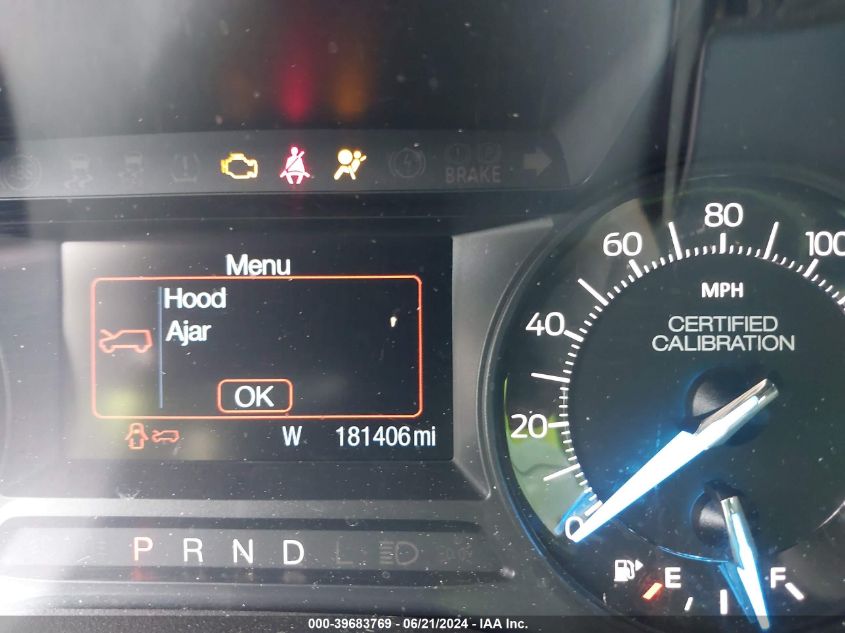 BRAKE
Menu
Hood
Ajar
OK
W 181406mi
0 20 40 60 80 100
MPH
CERTIFIED
CALIBRATION
P R N D L
E F
000-39683769 - 06/21/2024 - IAA Inc.